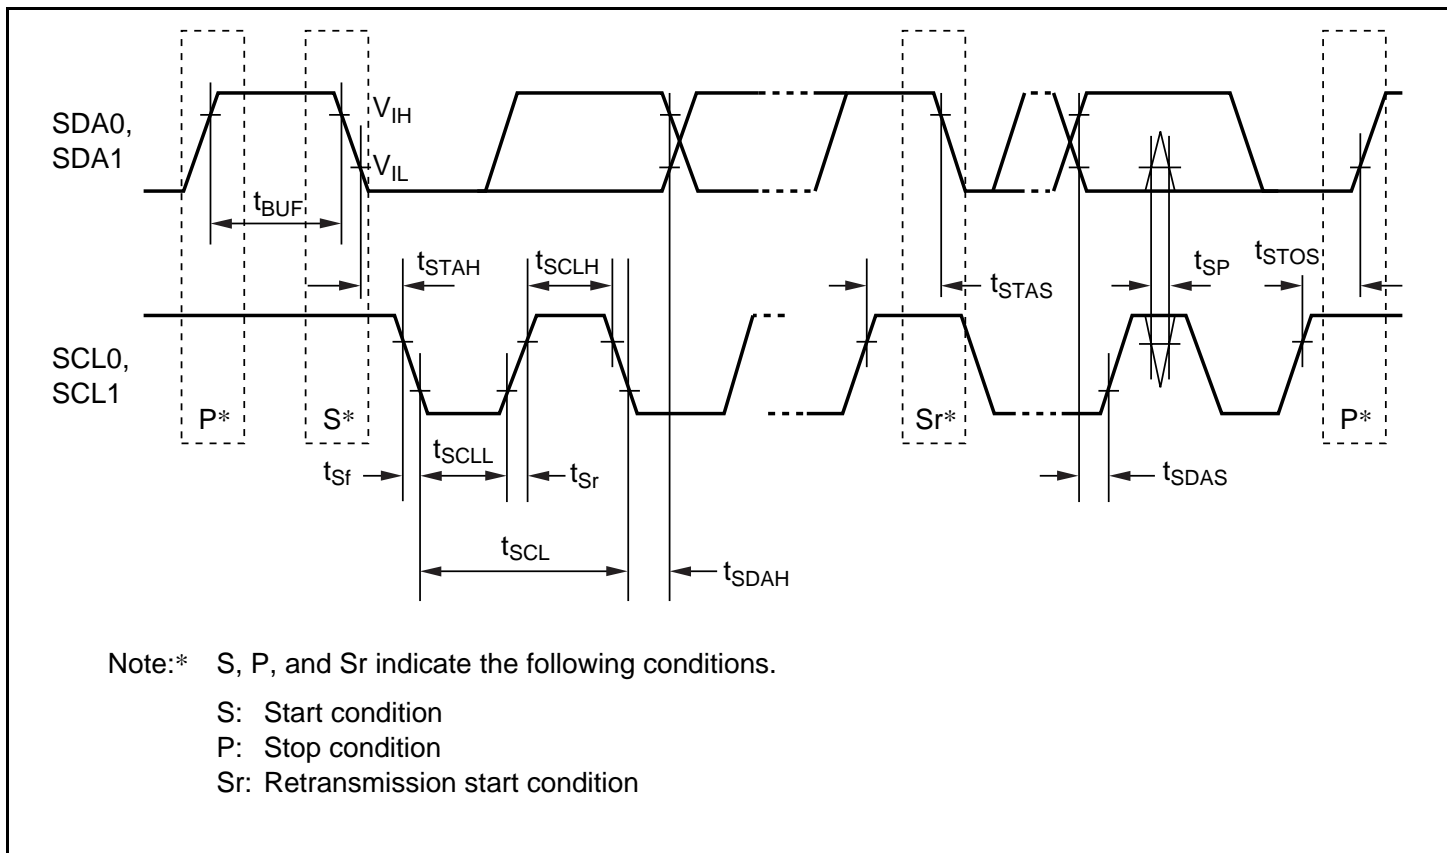 SDA0,
SDA1
V_IH
V_IL
t_BUF
t_STAH
t_SCLH
t_STAS
t_SP
t_STOS
SCL0,
SCL1
P*
S*
Sr*
P*
t_Sf
t_SCLL
t_Sr
t_SDAS
t_SCL
t_SDAH
Note:* S, P, and Sr indicate the following conditions.
S: Start condition
P: Stop condition
Sr: Retransmission start condition